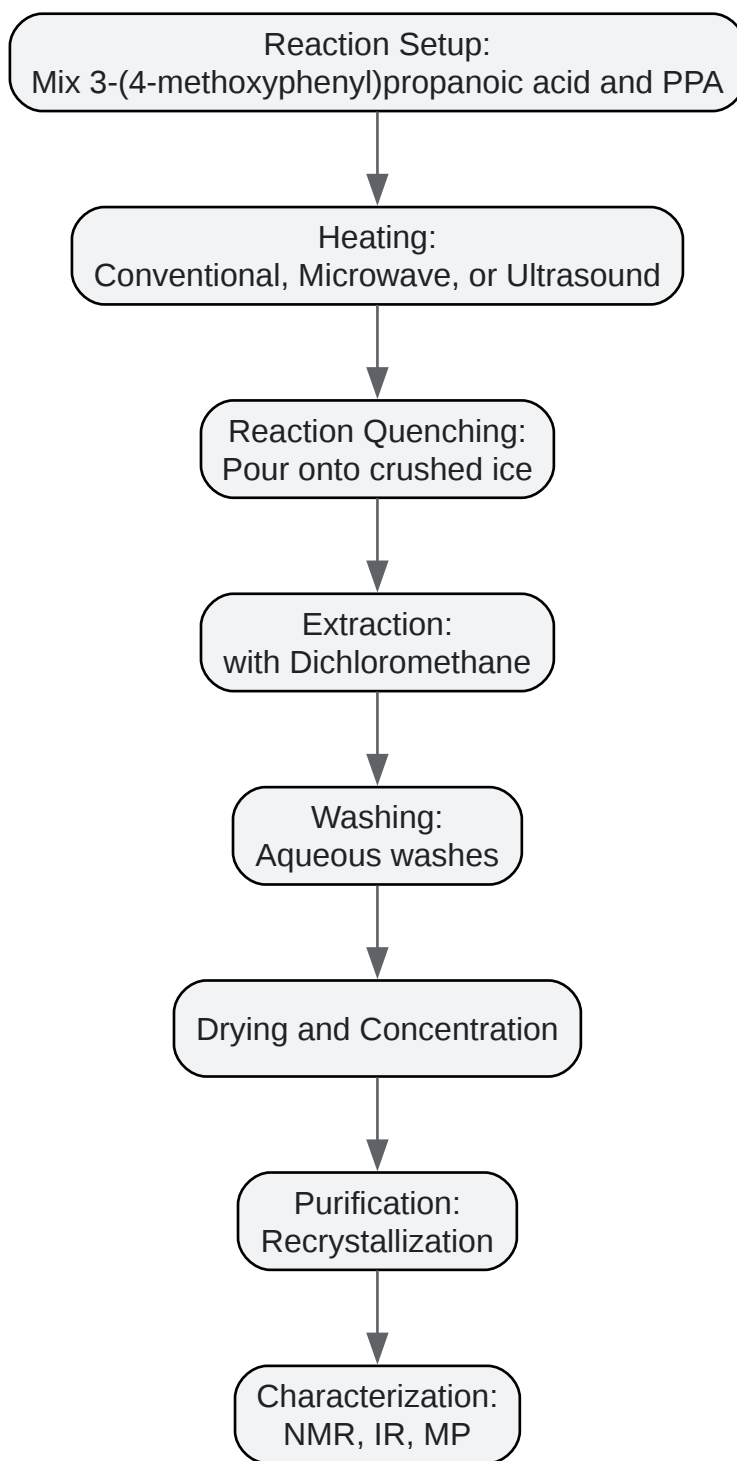 Reaction Setup:
Mix 3-(4-methoxyphenyl)propanoic acid and PPA
Heating:
Conventional, Microwave, or Ultrasound
Reaction Quenching:
Pour onto crushed ice
Extraction:
with Dichloromethane
Washing:
Aqueous washes
Drying and Concentration
Purification:
Recrystallization
Characterization:
NMR, IR, MP